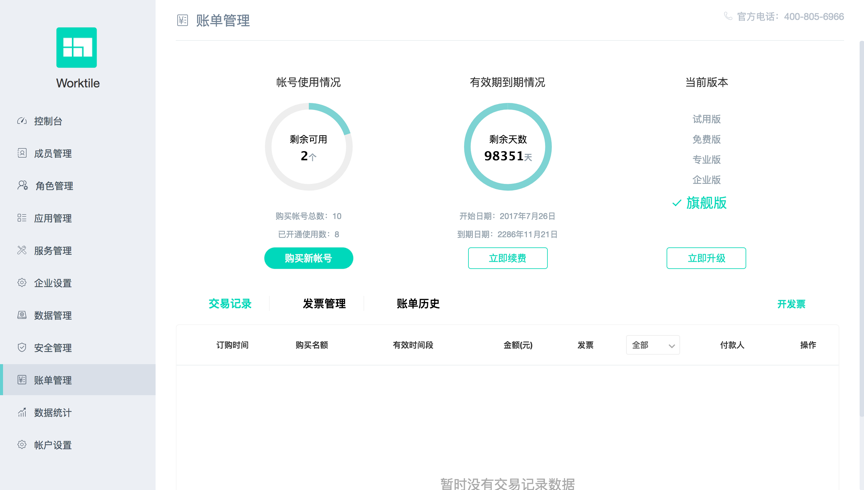 Worktile
控制台
成员管理
角色管理
应用管理
服务管理
企业设置
数据管理
安全管理
账单管理
数据统计
帐户设置
账单管理
官方电话：400-805-6966
帐号使用情况
剩余可用
2个
购买帐号总数：10
已开通使用数：8
购买新帐号
有效期到期情况
剩余天数
98351天
开始日期：2017年7月26日
到期日期：2286年11月21日
立即续费
当前版本
试用版
免费版
专业版
企业版
旗舰版
立即升级
交易记录 发票管理 账单历史 开发票
订购时间 购买名额 有效时间段 金额(元) 发票 全部 付款人 操作
暂时没有交易记录数据